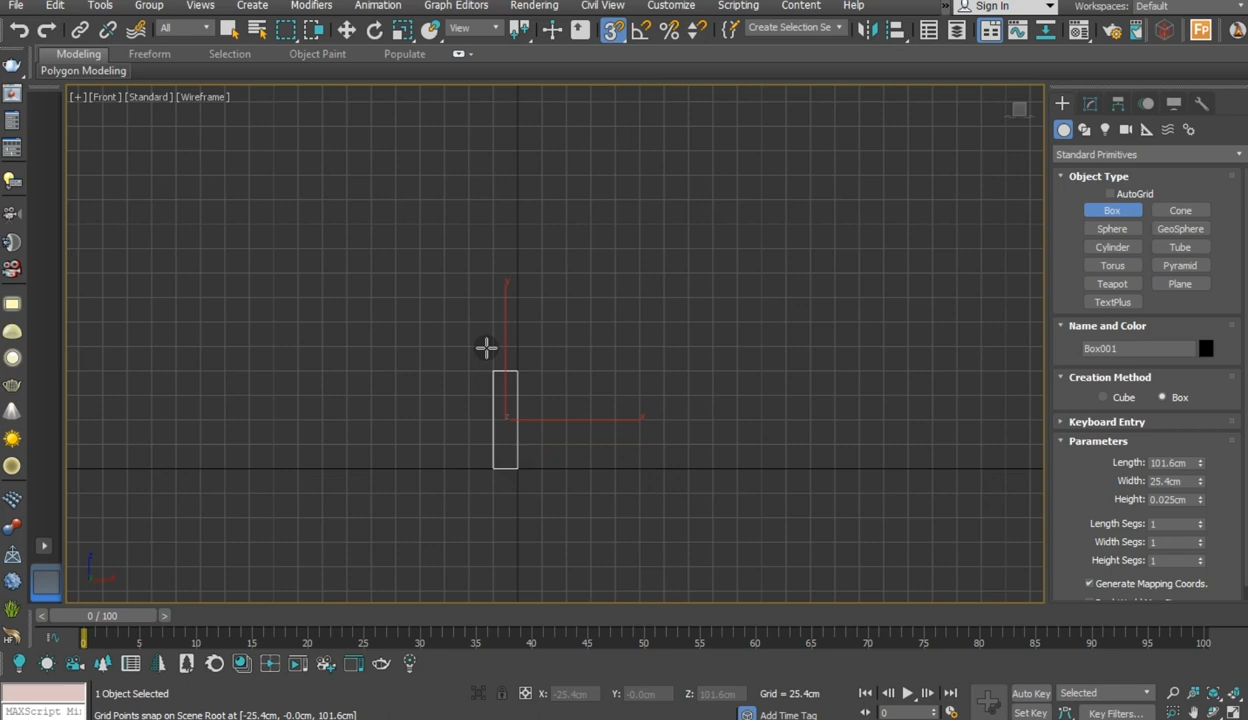 File Edit Tools Group Views Create Modifiers Animation Graph Editors Rendering Civil View Customize Scripting Content Help » Sign In Workspaces: Default
All View 3 Create Selection Se Fp
Modeling Freeform Selection Object Paint Populate
Polygon Modeling
[+] [Front] [Standard] [Wireframe]
Standard Primitives
Object Type
AutoGrid
Box Cone
Sphere GeoSphere
Cylinder Tube
Torus Pyramid
Teapot Plane
TextPlus
Name and Color
Box001
Creation Method
Cube Box
Keyboard Entry
Parameters
Length: 101.6cm
Width: 25.4cm
Height: 0.025cm
Length Segs: 1
Width Segs: 1
Height Segs: 1
Generate Mapping Coords.
y
z x
z
HF
< 0 / 100 >
0 5 10 15 20 25 30 35 40 45 50 55 60 65 70 75 80 85 90 95 100
1 Object Selected X: -25.4cm Y: -0.0cm Z: 101.6cm Grid = 25.4cm Auto Key Selected
MAXScript Mi Grid Points snap on Scene Root at [-25.4cm, -0.0cm, 101.6cm] Add Time Tag 0 Set Key Key Filters...